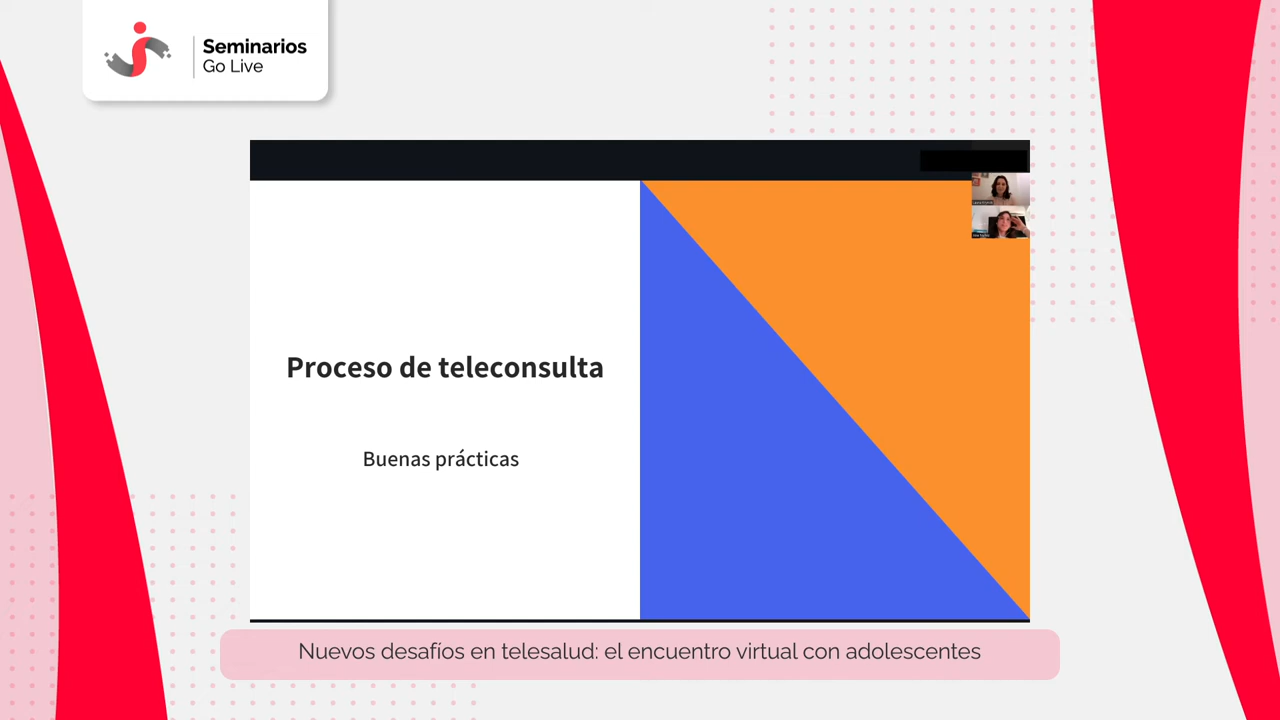 Seminarios
Go Live
Proceso de teleconsulta
Buenas prácticas
Nuevos desafíos en telesalud: el encuentro virtual con adolescentes